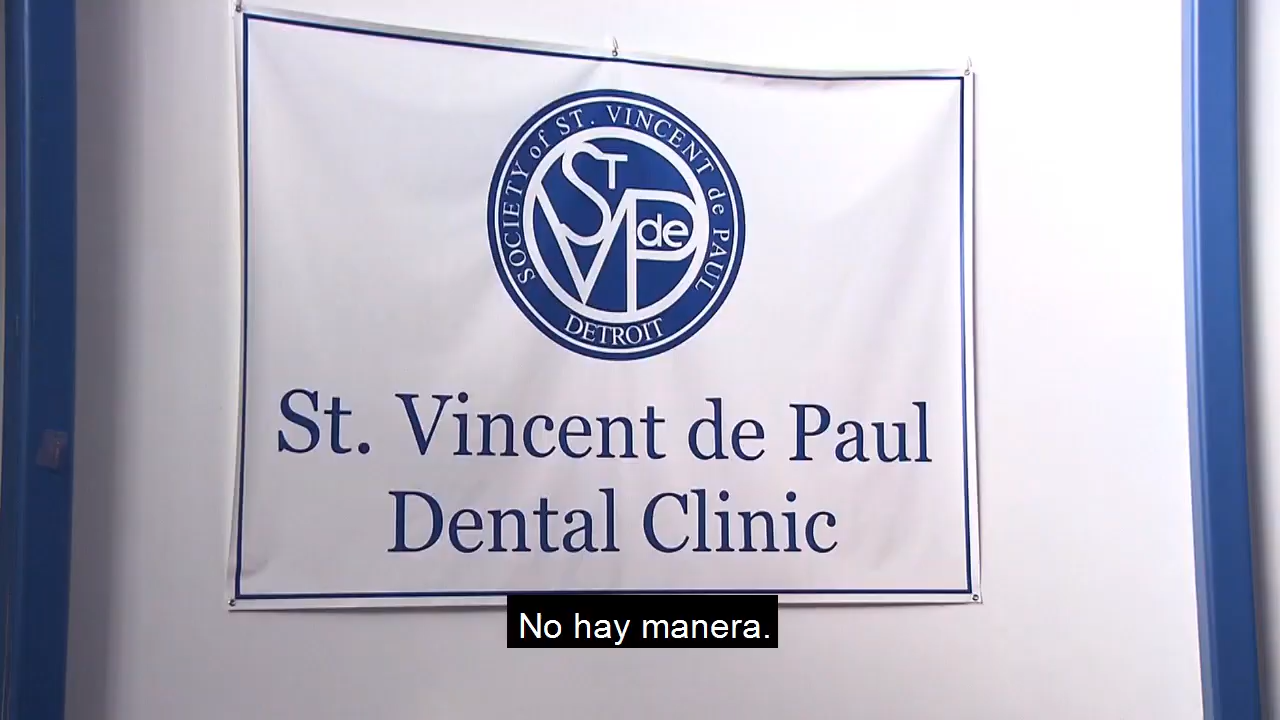 SOCIETY of ST. VINCENT de PAUL
ST
V P de
DETROIT
St. Vincent de Paul
Dental Clinic
No hay manera.